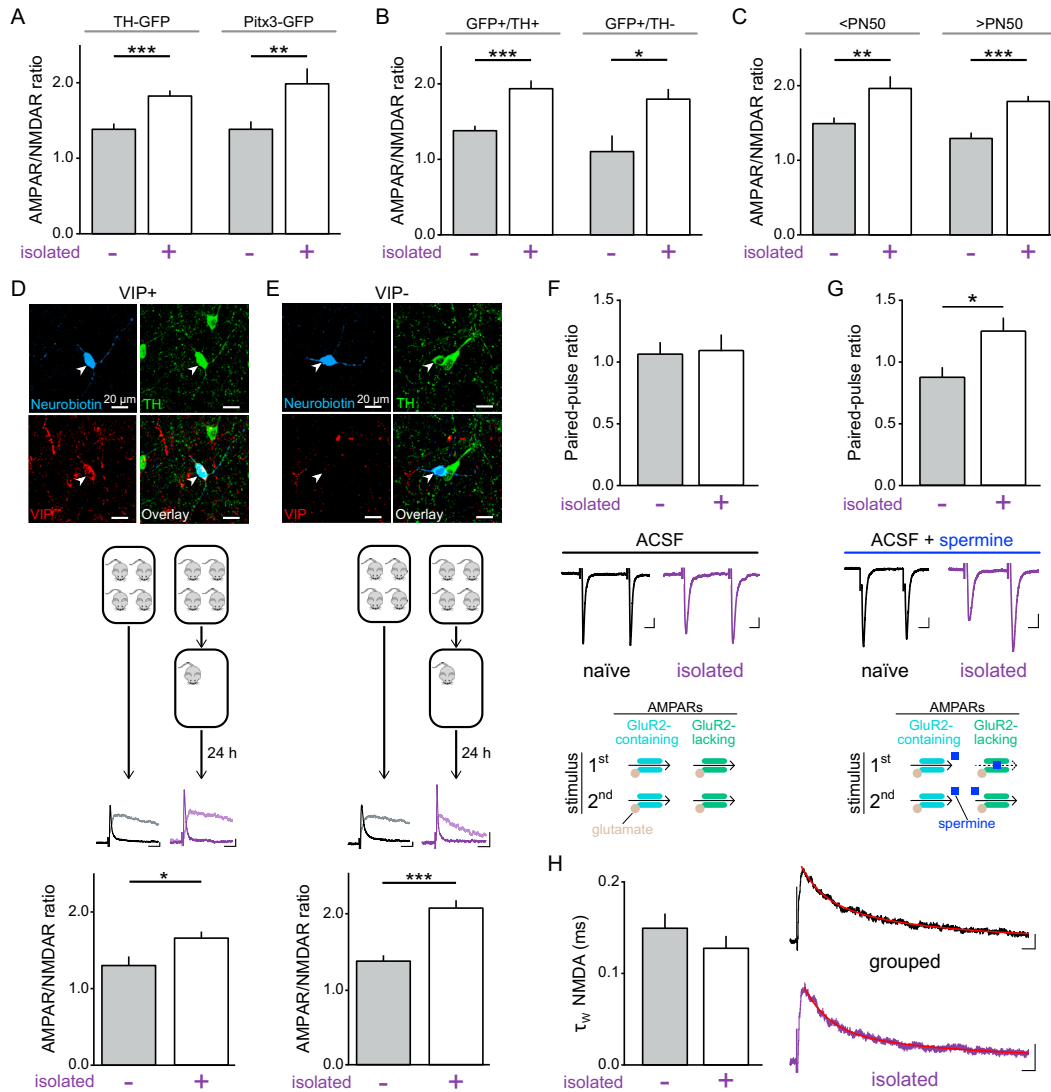 A
TH-GFP
Pitx3-GFP
AMPAR/NMDAR ratio
2.0
1.0
0.0
***
**
isolated
-
+
-
+
B
GFP+/TH+
GFP+/TH-
AMPAR/NMDAR ratio
2.0
1.0
0.0
***
*
isolated
-
+
-
+
C
<PN50
>PN50
AMPAR/NMDAR ratio
2.0
1.0
0.0
**
***
isolated
-
+
-
+
D
VIP+
Neurobiotin
20 µm
TH
VIP
Overlay
24 h
AMPAR/NMDAR ratio
2.0
1.0
0.0
*
isolated
-
+
E
VIP-
Neurobiotin
20 µm
TH
VIP
Overlay
24 h
AMPAR/NMDAR ratio
2.0
1.0
0.0
***
isolated
-
+
F
Paired-pulse ratio
1.5
1.0
0.5
0.0
isolated
-
+
ACSF
naïve
isolated
AMPARs
GluR2-
containing
GluR2-
lacking
stimulus
1st
2nd
glutamate
G
Paired-pulse ratio
1.5
1.0
0.5
0.0
*
isolated
-
+
ACSF + spermine
naïve
isolated
AMPARs
GluR2-
containing
GluR2-
lacking
stimulus
1st
2nd
spermine
H
τW NMDA (ms)
0.2
0.1
0.0
isolated
-
+
grouped
isolated